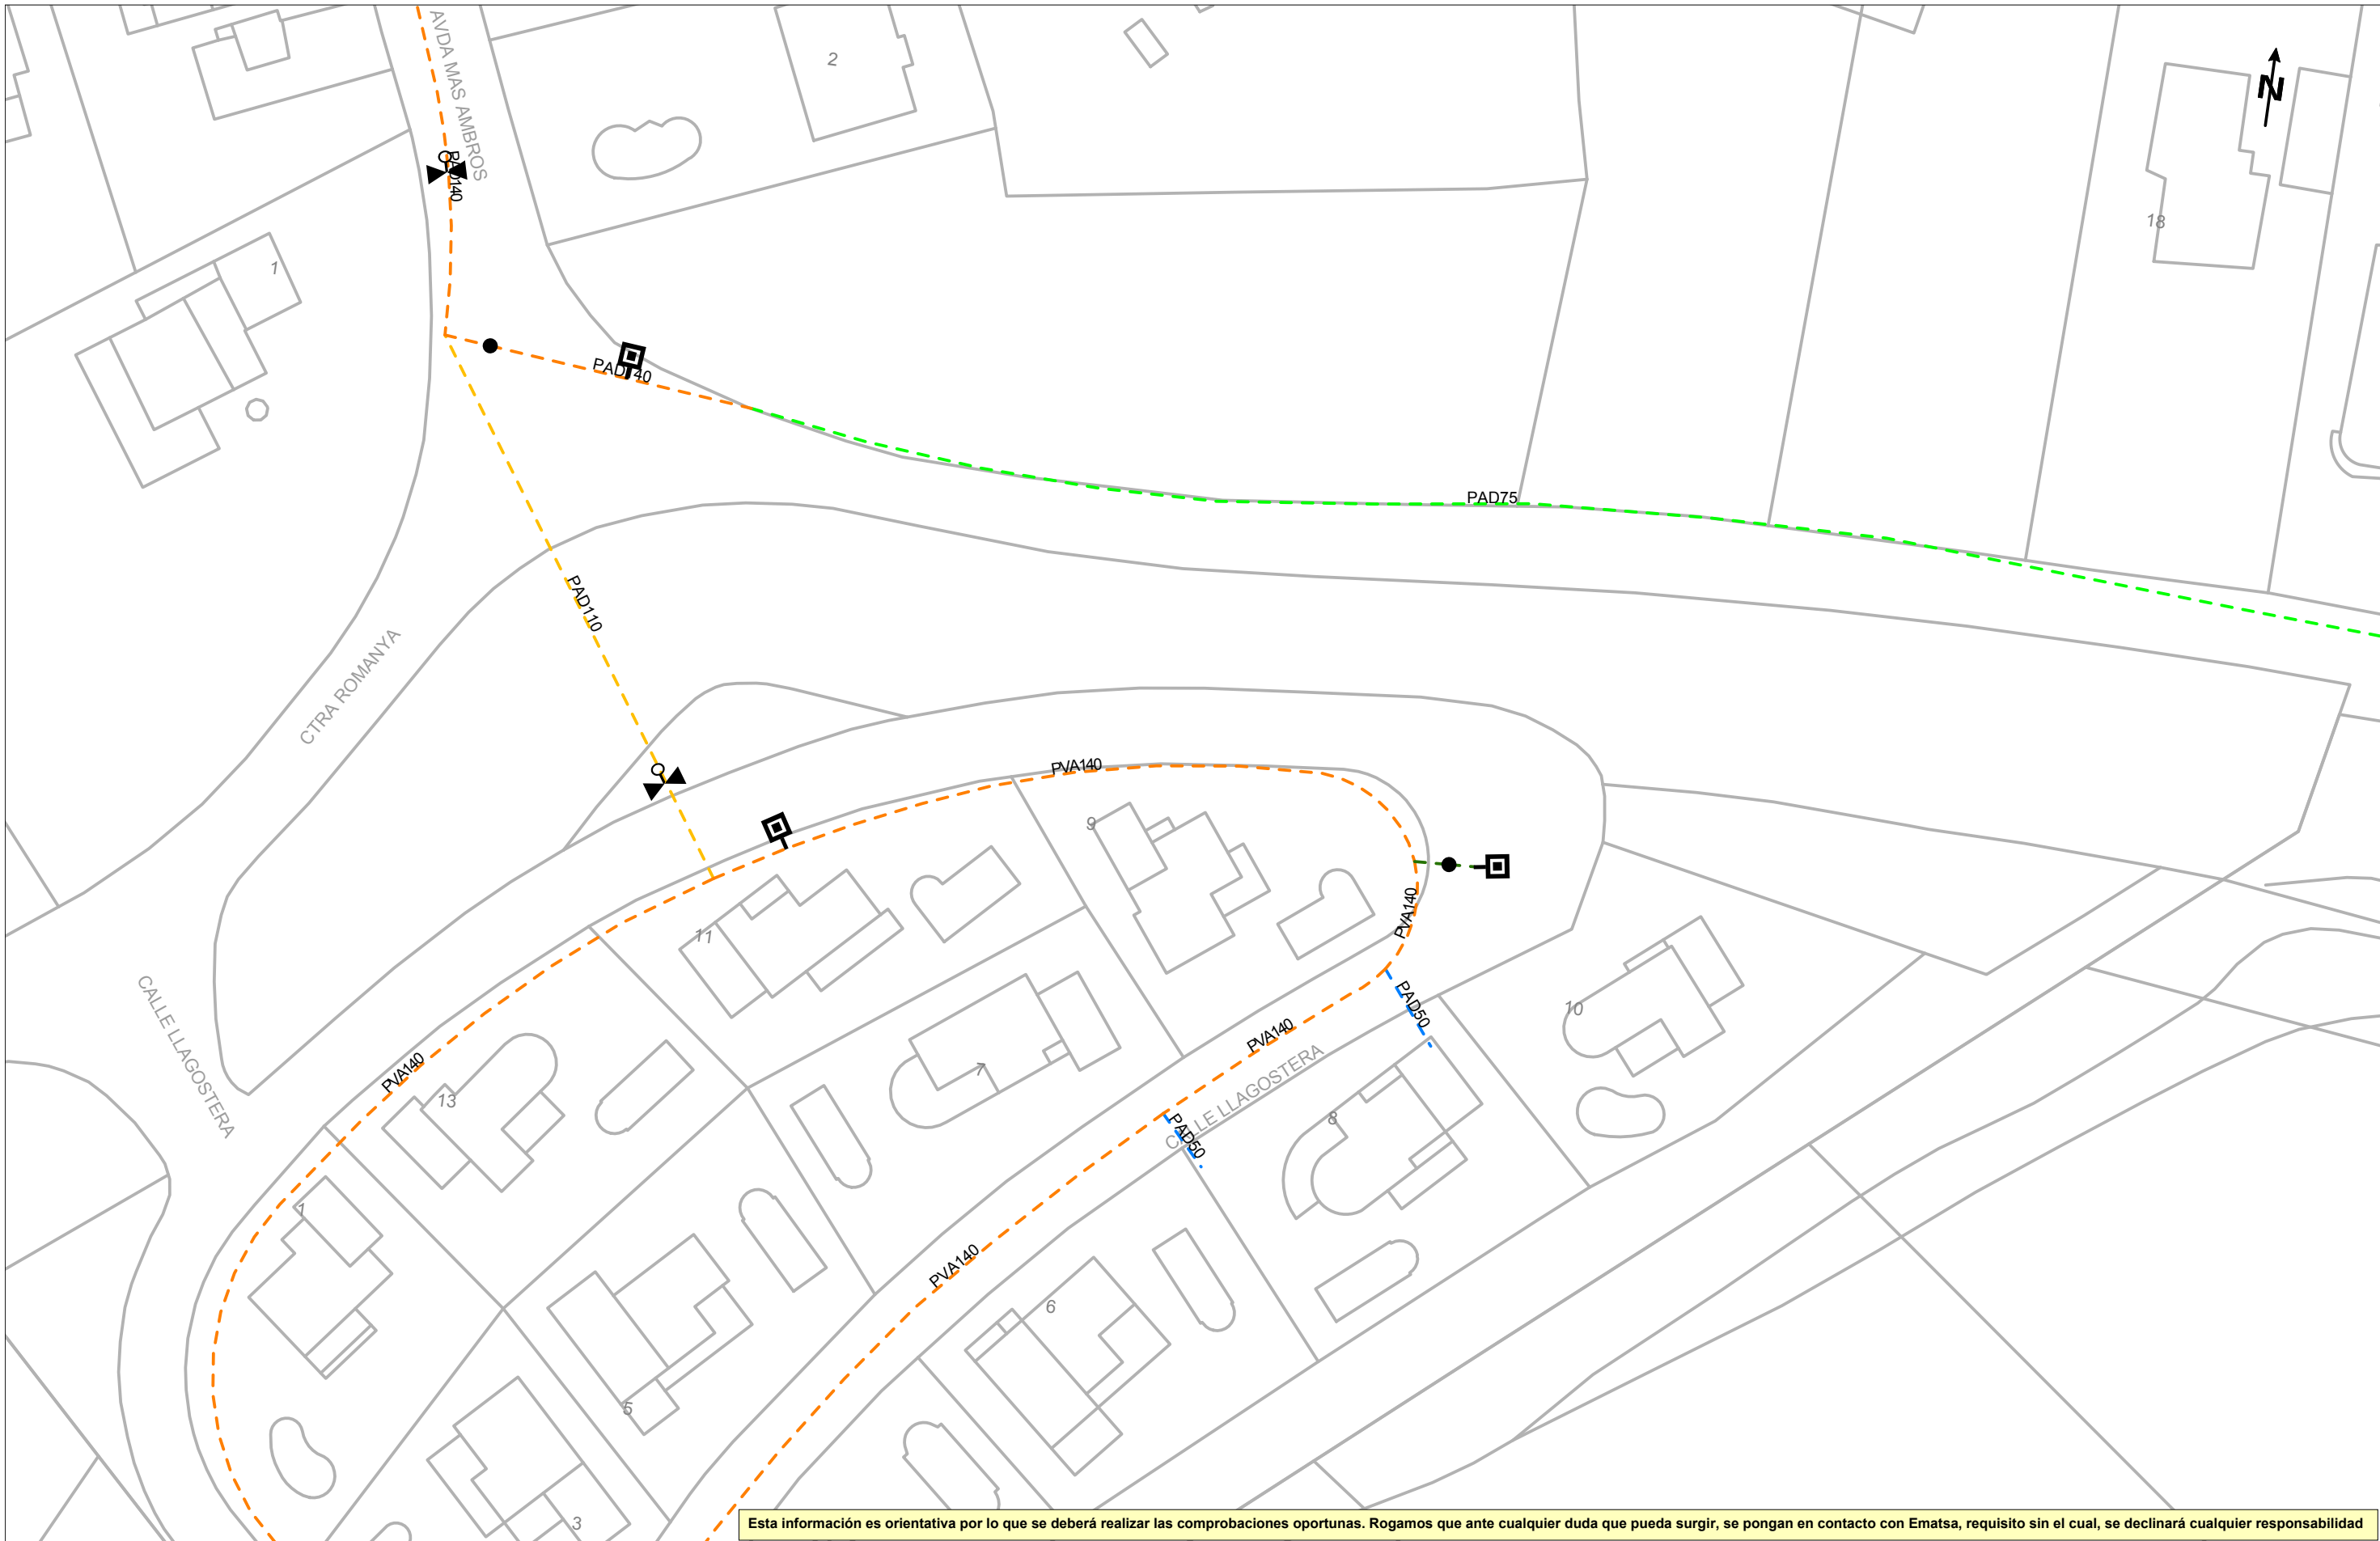 AVDA MAS AMBROS
2
N
PAD140
18
1
PAD140
PAD75
PAD110
CTRA ROMANYA
PVA140
9
PVA140
11
CALLE LLAGOSTERA
PAD50
10
PVA140
CALLE LLAGOSTERA
7
PVA140
13
8
PAD50
1
PVA140
6
5
3
Esta información es orientativa por lo que se deberá realizar las comprobaciones oportunas. Rogamos que ante cualquier duda que pueda surgir, se pongan en contacto con Ematsa, requisito sin el cual, se declinará cualquier responsabilidad